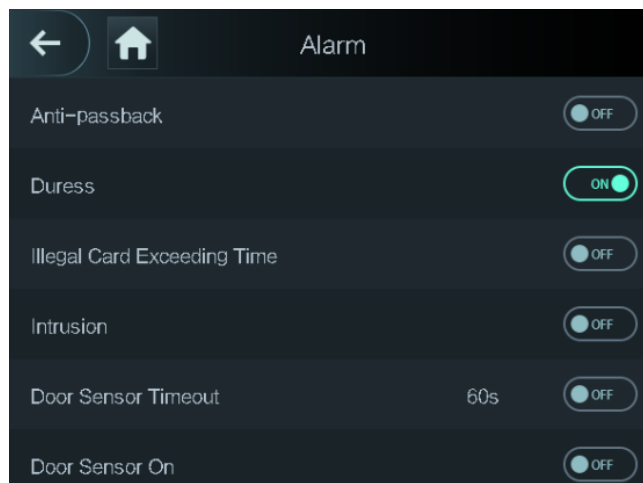 Alarm
Anti-passback OFF
Duress ON
Illegal Card Exceeding Time OFF
Intrusion OFF
Door Sensor Timeout 60s OFF
Door Sensor On OFF